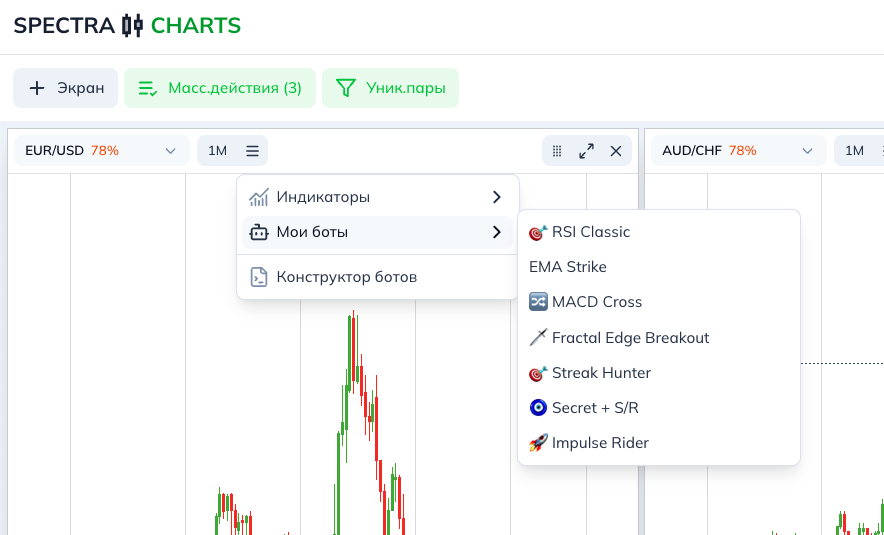 SPECTRA CHARTS
Экран
Масс.действия (3)
Уник.пары
EUR/USD 78%
1M
AUD/CHF 78%
1M
Индикаторы
Мои боты
Конструктор ботов
RSI Classic
EMA Strike
MACD Cross
Fractal Edge Breakout
Streak Hunter
Secret + S/R
Impulse Rider